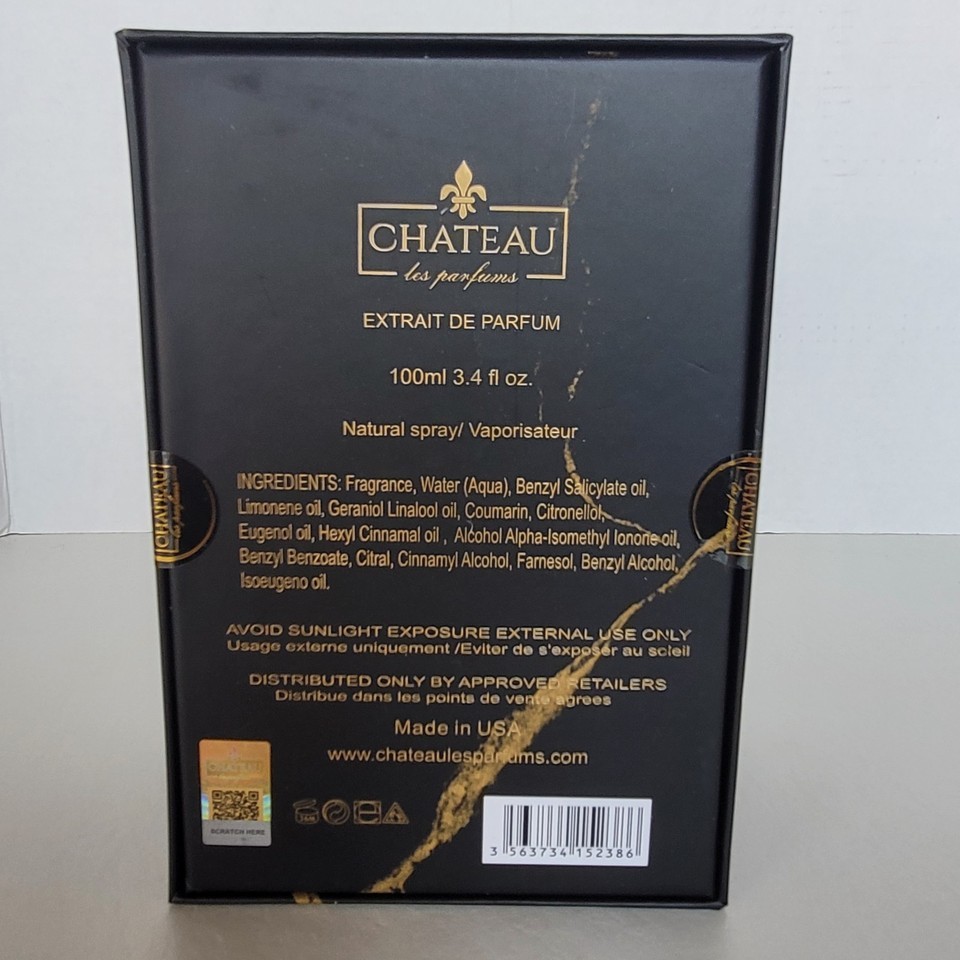 CHATEAU
les parfums
EXTRAIT DE PARFUM
100ml 3.4 fl oz.
Natural spray/ Vaporisateur
INGREDIENTS: Fragrance, Water (Aqua), Benzyl Salicylate oil,
Limonene oil, Geraniol Linalool oil, Coumarin, Citronellol,
Eugenol oil, Hexyl Cinnamal oil , Alcohol Alpha-Isomethyl Ionone oil,
Benzyl Benzoate, Citral, Cinnamyl Alcohol, Farnesol, Benzyl Alcohol,
Isoeugeno oil.
AVOID SUNLIGHT EXPOSURE EXTERNAL USE ONLY
Usage externe uniquement /Eviter de s'exposer au soleil
DISTRIBUTED ONLY BY APPROVED RETAILERS
Distribue dans les points de vente agrees
Made in USA
www.chateaulesparfums.com
CHATEAU
SCRATCH HERE
36M
3 563734 152386
CHATEAU
les parfums